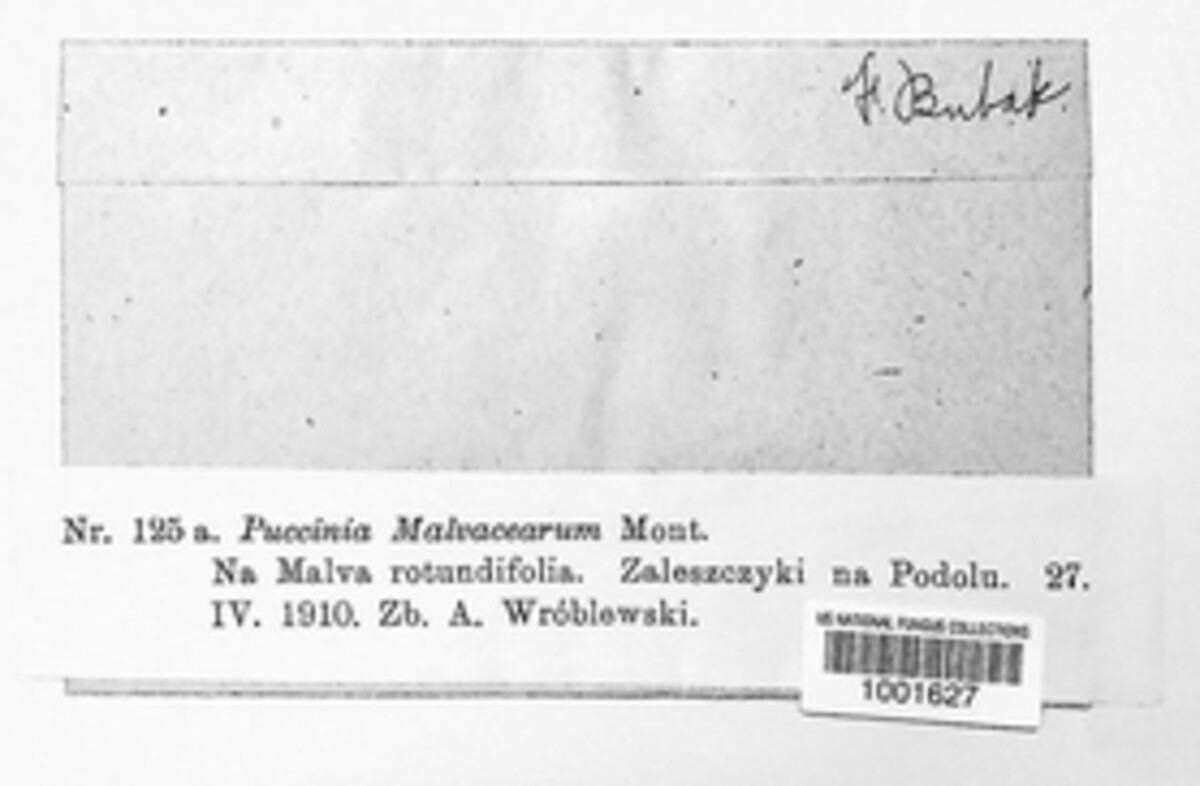 F. Bubák.
Nr. 125 a. Puccinia Malvacearum Mont.
Na Malva rotundifolia. Zaleszczyki na Podolu. 27.
IV. 1910. Zb. A. Wróblewski.
US NATIONAL FUNGUS COLLECTIONS
1001627